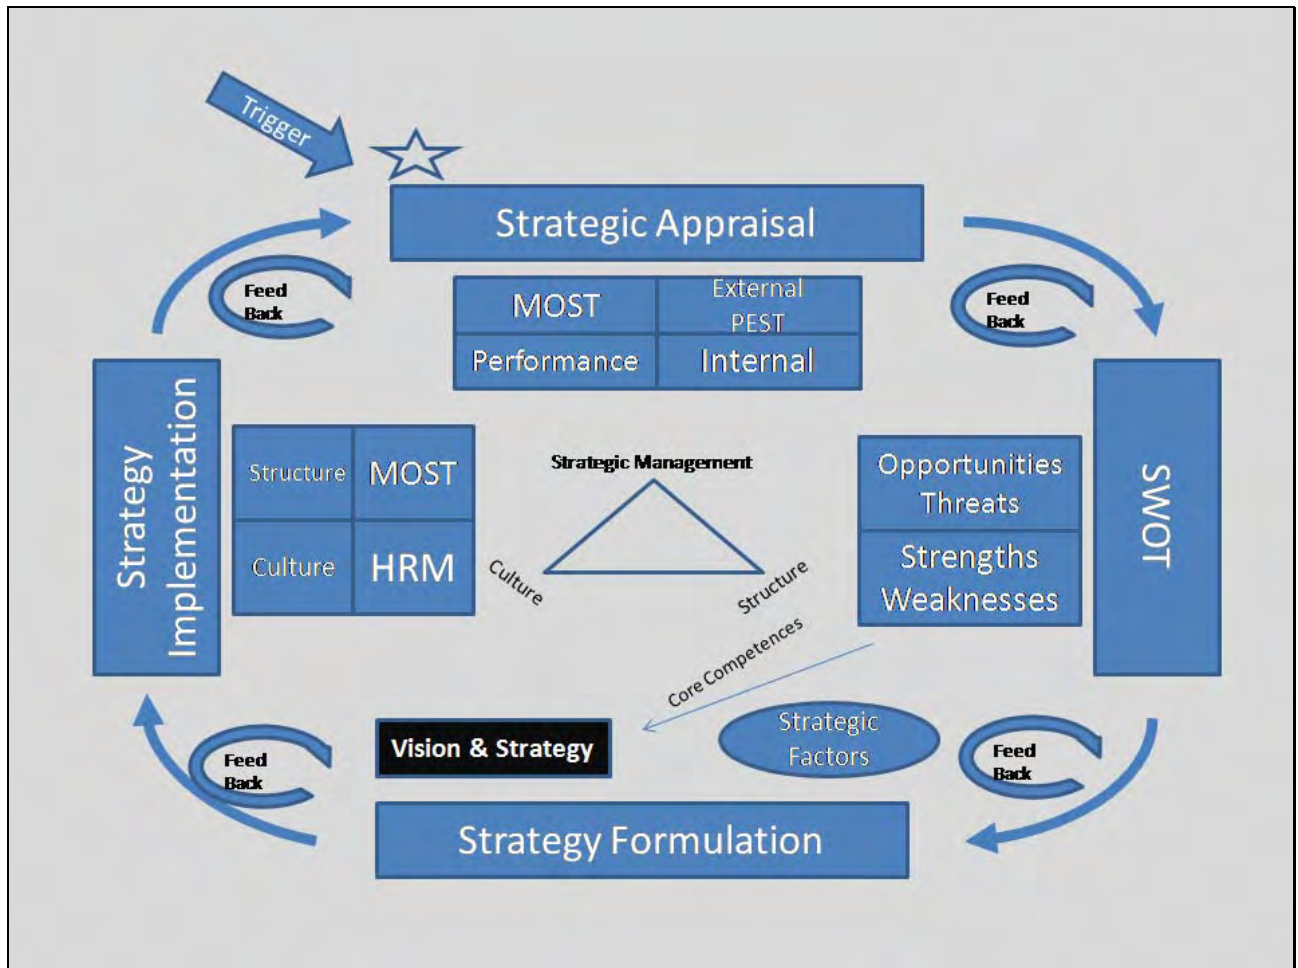 Trigger
Strategic Appraisal
Feed
Back
MOST
External
PEST
Performance
Internal
Feed
Back
Strategy
Implementation
Structure
MOST
Culture
HRM
Strategic Management
Culture
Structure
Opportunities
Threats
Strengths
Weaknesses
SWOT
Core Competences
Feed
Back
Vision & Strategy
Strategic
Factors
Feed
Back
Strategy Formulation